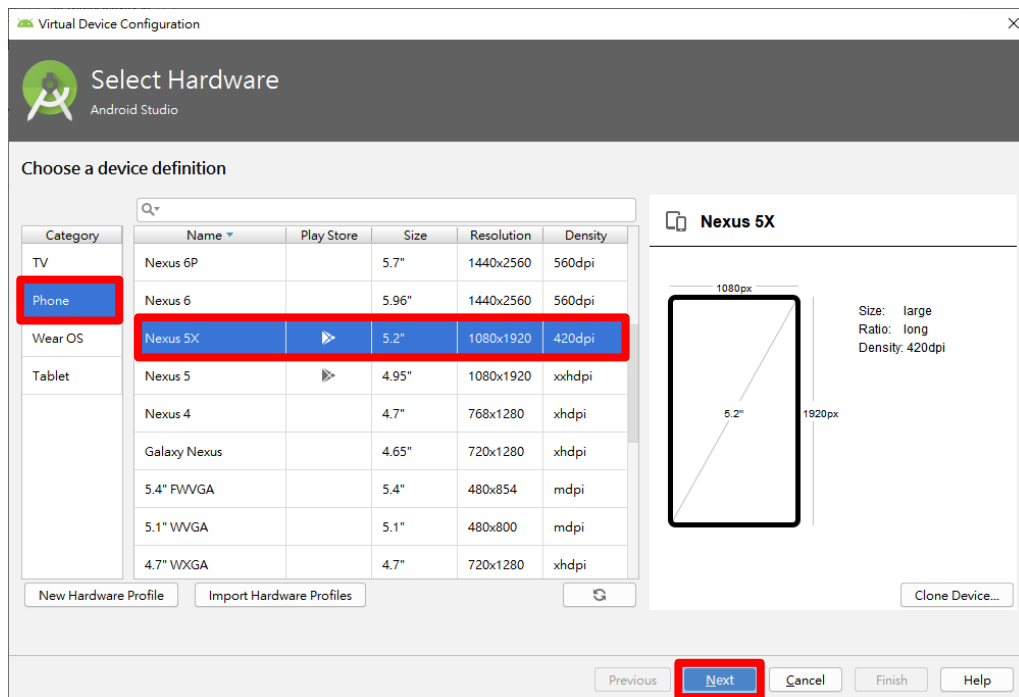 Virtual Device Configuration
Select Hardware
Android Studio
Choose a device definition
Category
TV
Phone
Wear OS
Tablet
Name Play Store Size Resolution Density
Nexus 6P 5.7" 1440x2560 560dpi
Nexus 6 5.96" 1440x2560 560dpi
Nexus 5X 5.2" 1080x1920 420dpi
Nexus 5 4.95" 1080x1920 xxhdpi
Nexus 4 4.7" 768x1280 xhdpi
Galaxy Nexus 4.65" 720x1280 xhdpi
5.4" FWVGA 5.4" 480x854 mdpi
5.1" WVGA 5.1" 480x800 mdpi
4.7" WXGA 4.7" 720x1280 xhdpi
New Hardware Profile Import Hardware Profiles
Nexus 5X
1080px
5.2"
1920px
Size: large
Ratio: long
Density: 420dpi
Clone Device...
Previous Next Cancel Finish Help